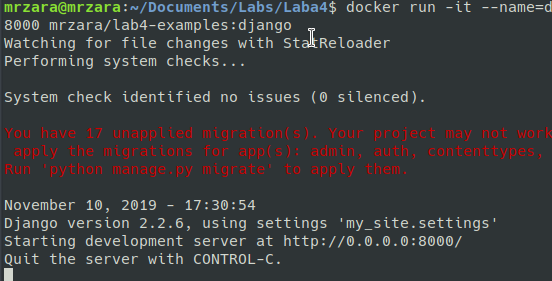 mrzara@mrzara:~/Documents/Labs/Laba4$ docker run -it --name=d
8000 mrzara/lab4-examples:django
Watching for file changes with StatReloader
Performing system checks...
System check identified no issues (0 silenced).
You have 17 unapplied migration(s). Your project may not work
apply the migrations for app(s): admin, auth, contenttypes,
Run 'python manage.py migrate' to apply them.
November 10, 2019 - 17:30:54
Django version 2.2.6, using settings 'my_site.settings'
Starting development server at http://0.0.0.0:8000/
Quit the server with CONTROL-C.